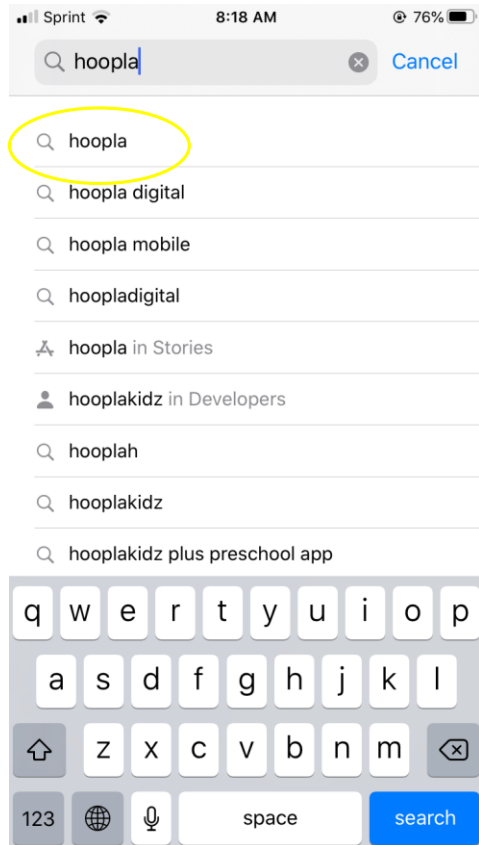 Sprint 8:18 AM 76%
hoopla Cancel
hoopla
hoopla digital
hoopla mobile
hoopladigital
hoopla in Stories
hooplakidz in Developers
hooplah
hooplakidz
hooplakidz plus preschool app
q w e r t y u i o p
a s d f g h j k l
z x c v b n m
123 space search